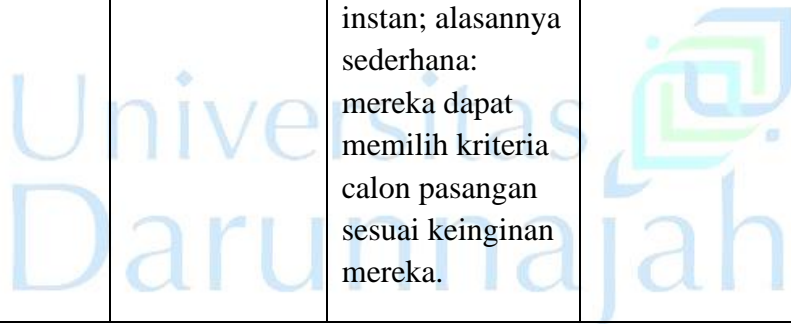 instan; alasannya
sederhana:
mereka dapat
memilih kriteria
calon pasangan
sesuai keinginan
mereka.
Universitas
Darunnajah